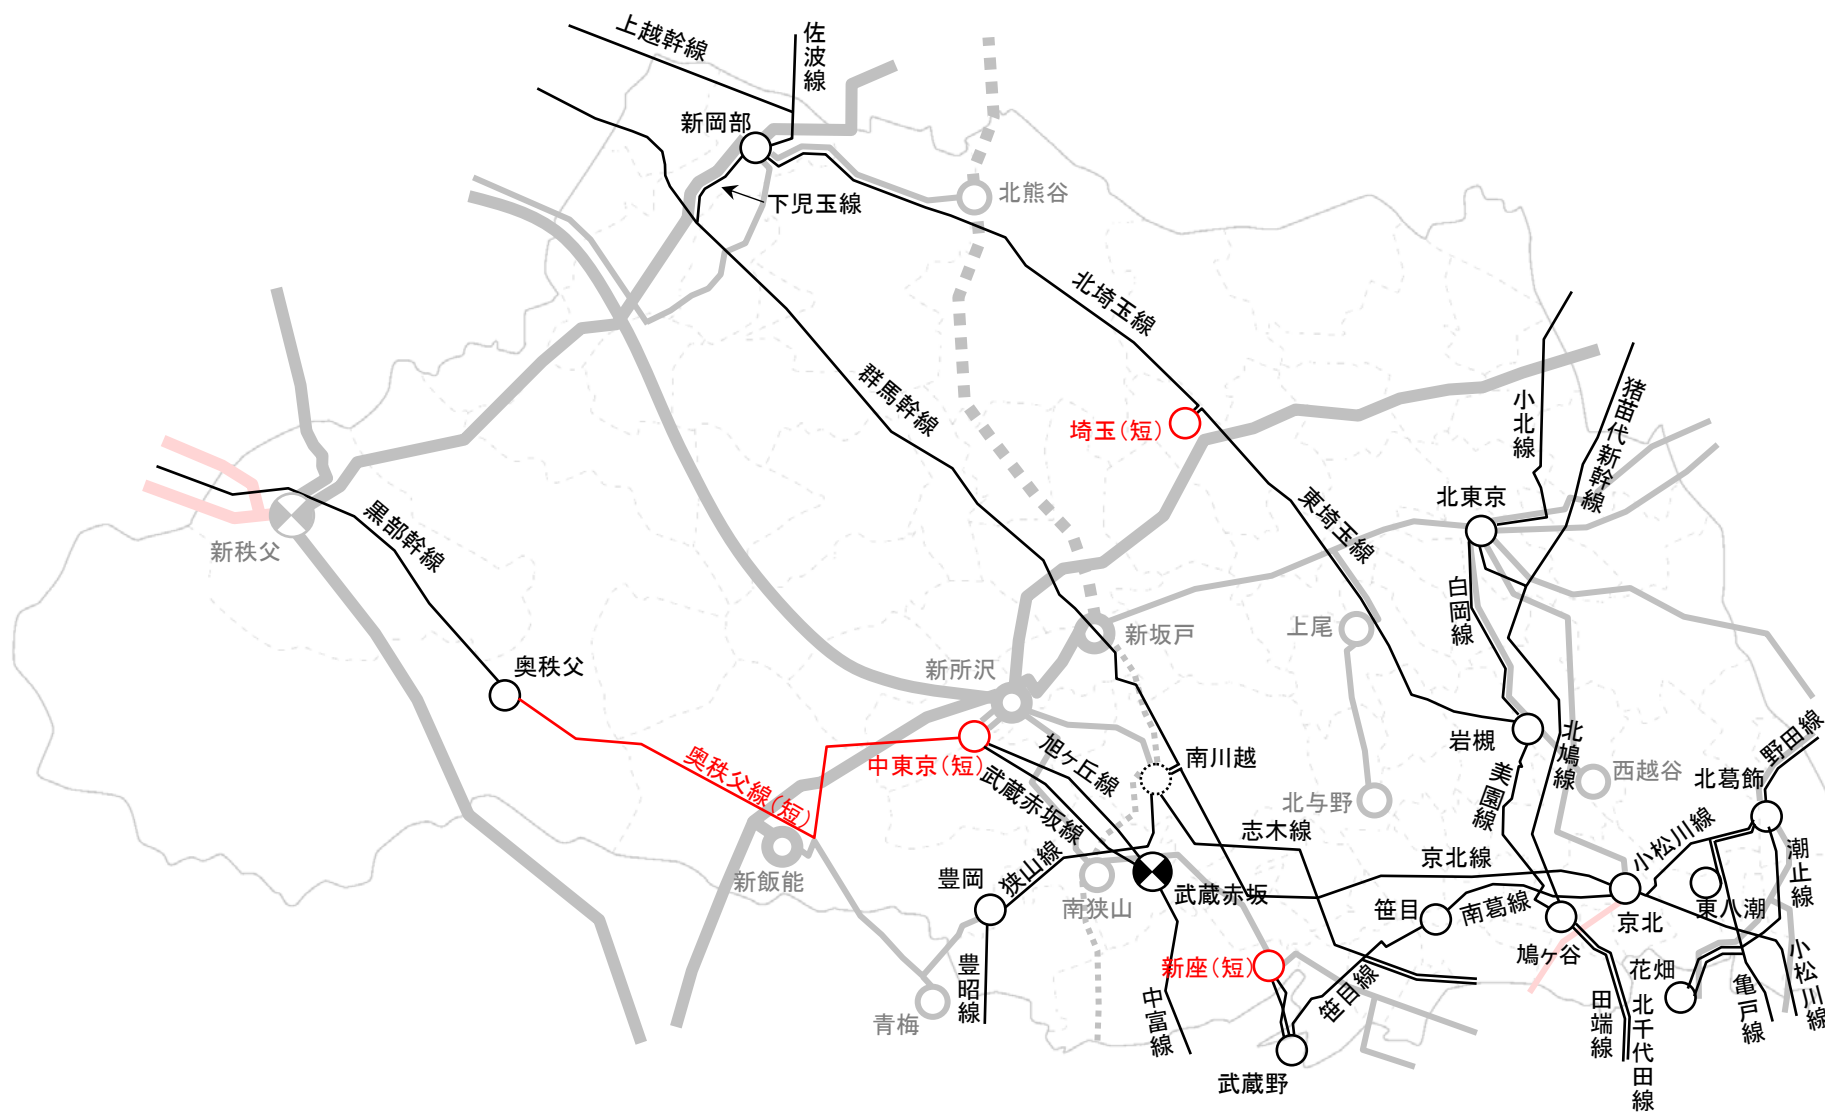 上越幹線
佐波線
新岡部
下児玉線
北熊谷
北埼玉線
群馬幹線
埼玉(短)
小北線
猪苗代新幹線
北東京
東埼玉線
白岡線
黒部幹線
新秩父
新坂戸
上尾
奥秩父
新所沢
岩槻
北鳩線
野田線
中東京(短)
旭ヶ丘線
南川越
西越谷
北葛飾
奥秩父線(短)
武蔵赤坂線
北与野
美園線
志木線
小松川線
京北線
潮止線
新飯能
豊岡
狭山線
南狭山
武蔵赤坂
笹目
南葛線
京北
東八潮
新座(短)
鳩ヶ谷
花畑
小松川線
豊昭線
中富線
笹目線
亀戸線
青梅
田端線
北千代田線
武蔵野